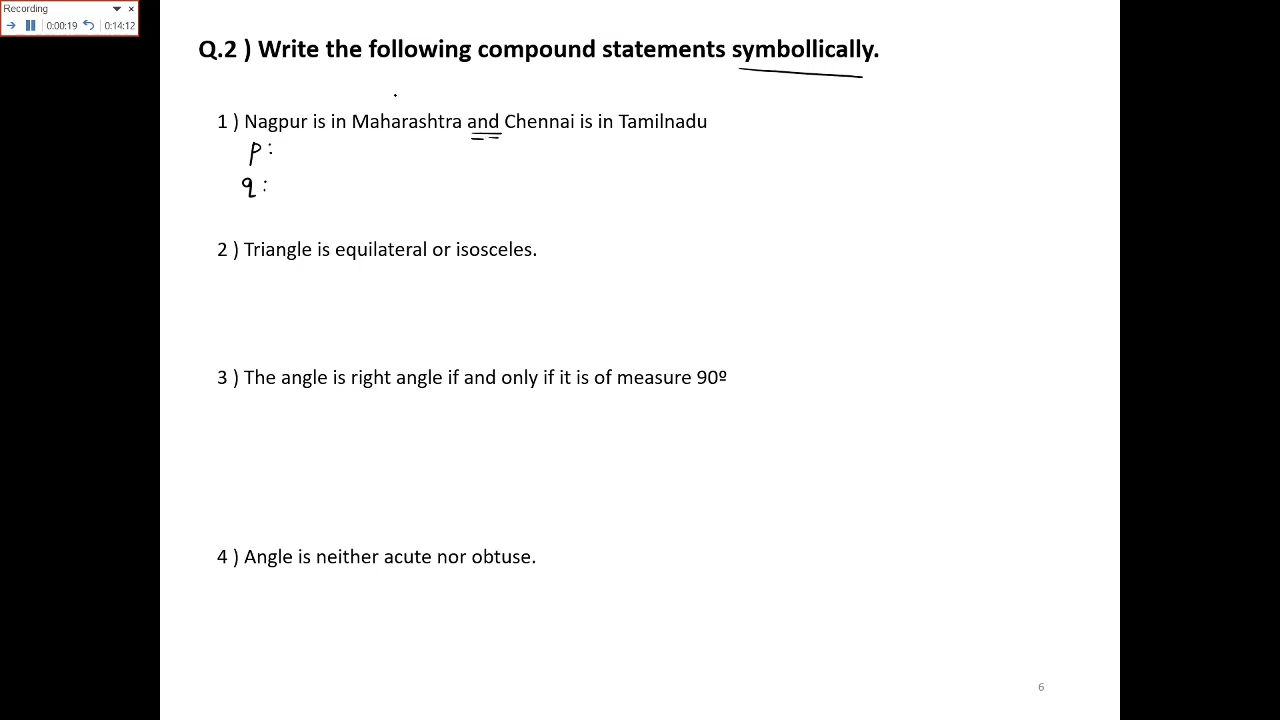 Recording
0:00:19 0:14:12
Q.2 ) Write the following compound statements symbollically.
1 ) Nagpur is in Maharashtra and Chennai is in Tamilnadu
p :
q :
2 ) Triangle is equilateral or isosceles.
3 ) The angle is right angle if and only if it is of measure 90º
4 ) Angle is neither acute nor obtuse.
6